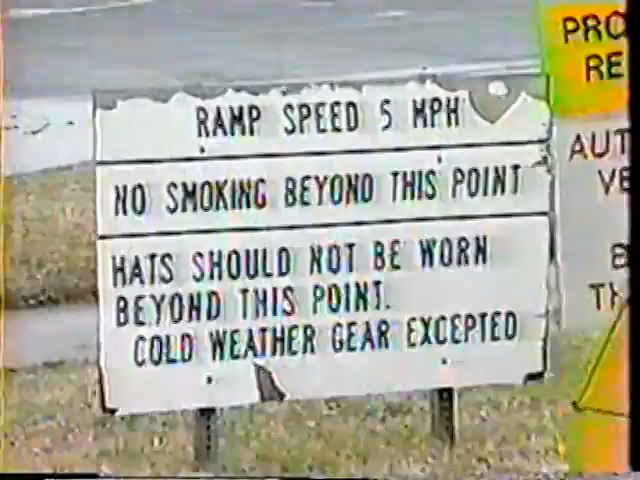 RAMP SPEED 5 MPH
NO SMOKING BEYOND THIS POINT
HATS SHOULD NOT BE WORN
BEYOND THIS POINT.
COLD WEATHER GEAR EXCEPTED
PRO
RE
AUT
VE
TH